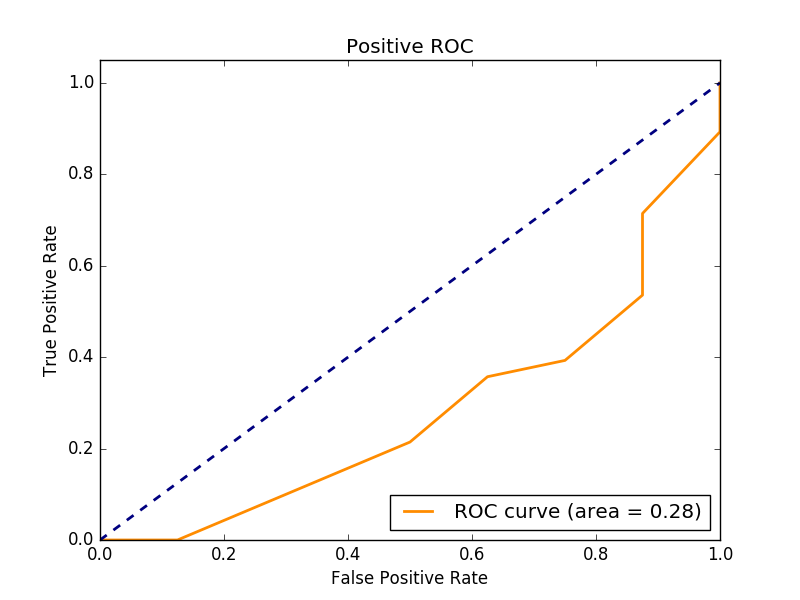 Positive ROC
True Positive Rate
1.0
0.8
0.6
0.4
0.2
0.0
ROC curve (area = 0.28)
0.0 0.2 0.4 0.6 0.8 1.0
False Positive Rate